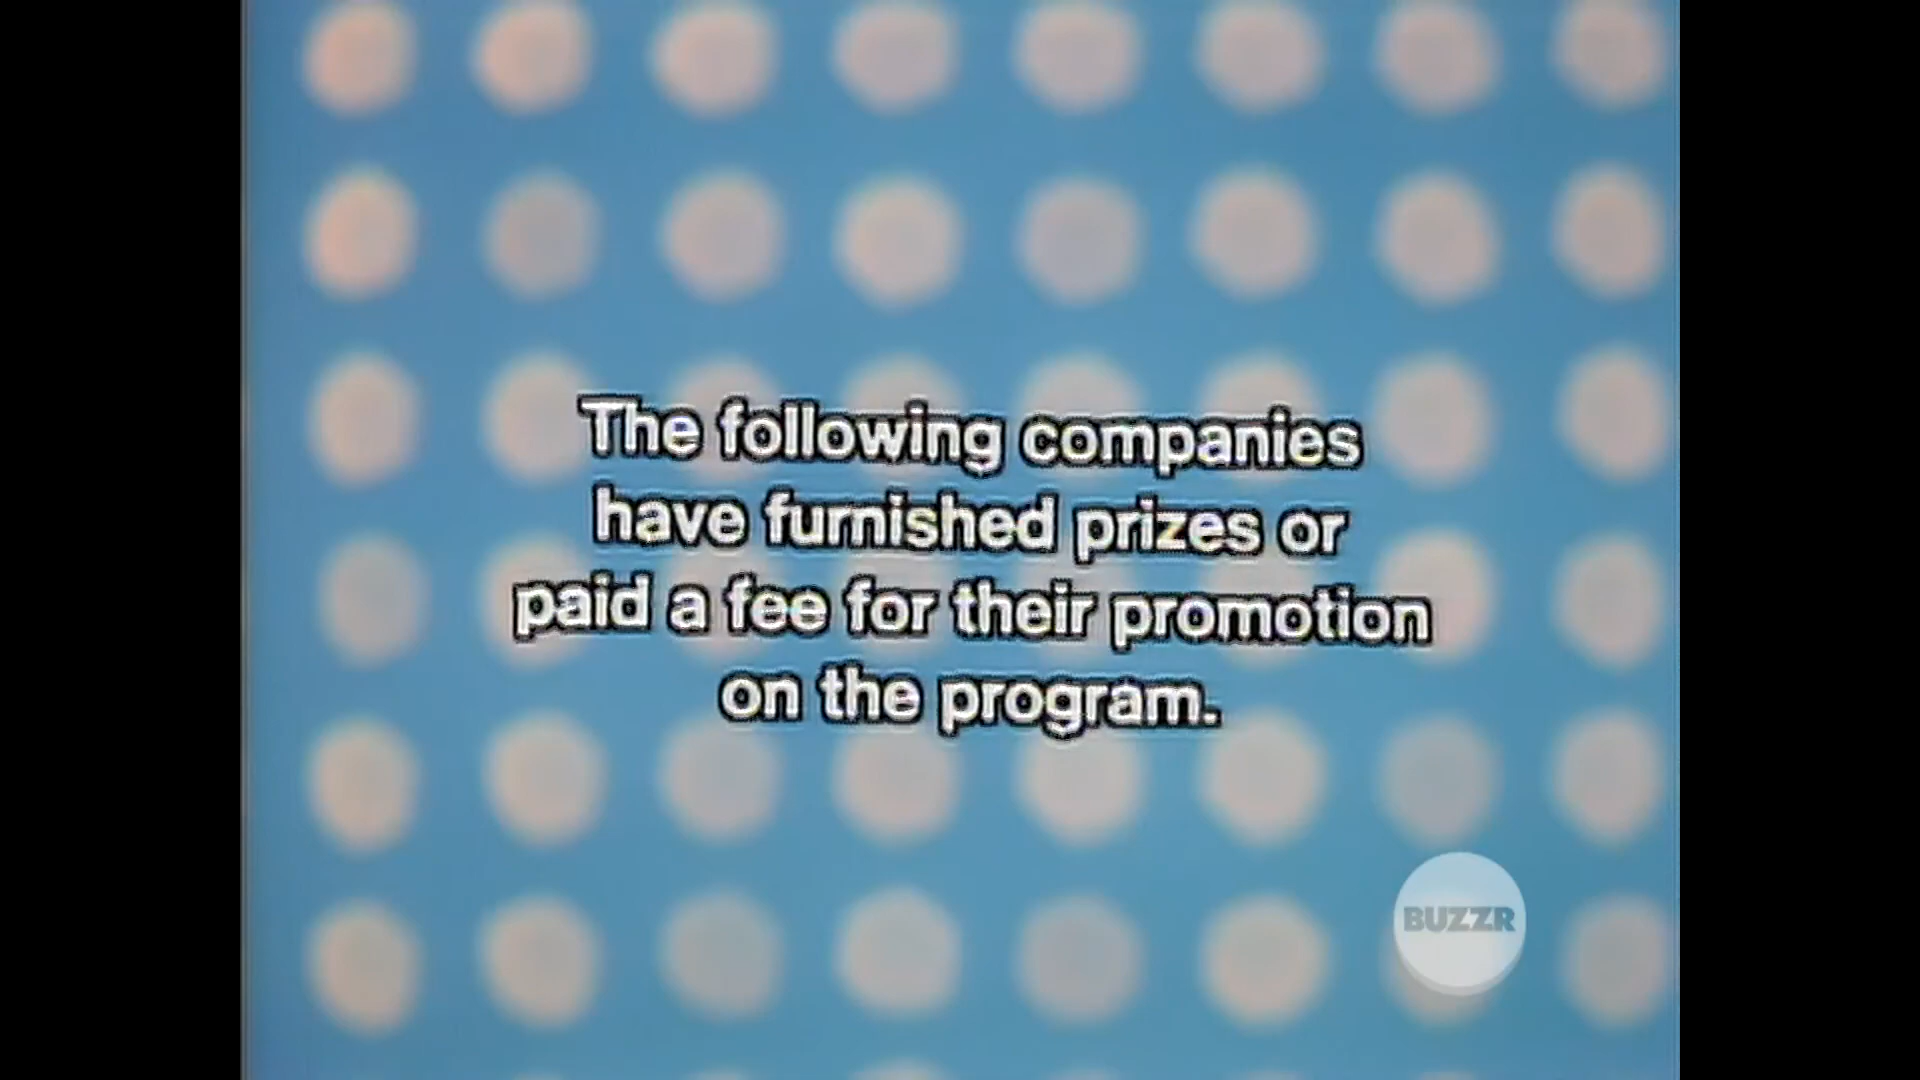 The following companies
have furnished prizes or
paid a fee for their promotion
on the program.
BUZZR